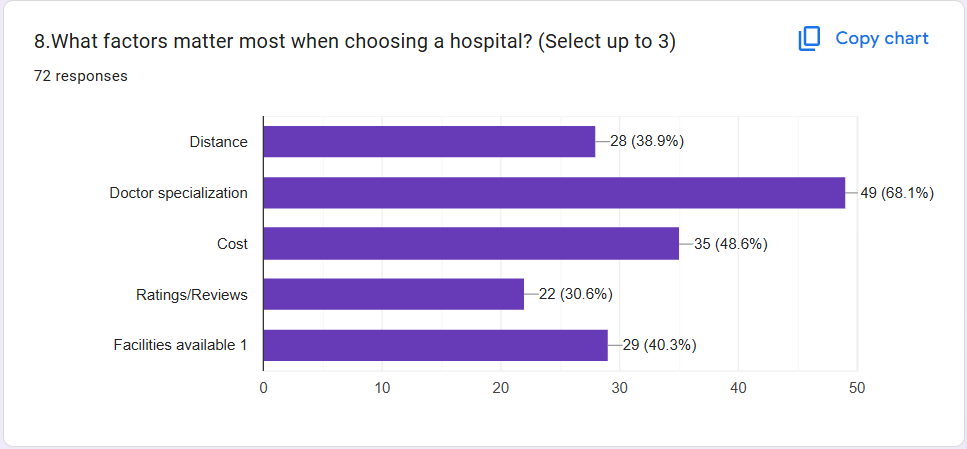 8.What factors matter most when choosing a hospital? (Select up to 3)
Copy chart
72 responses
Distance
28 (38.9%)
Doctor specialization
49 (68.1%)
Cost
35 (48.6%)
Ratings/Reviews
22 (30.6%)
Facilities available 1
29 (40.3%)
0 10 20 30 40 50